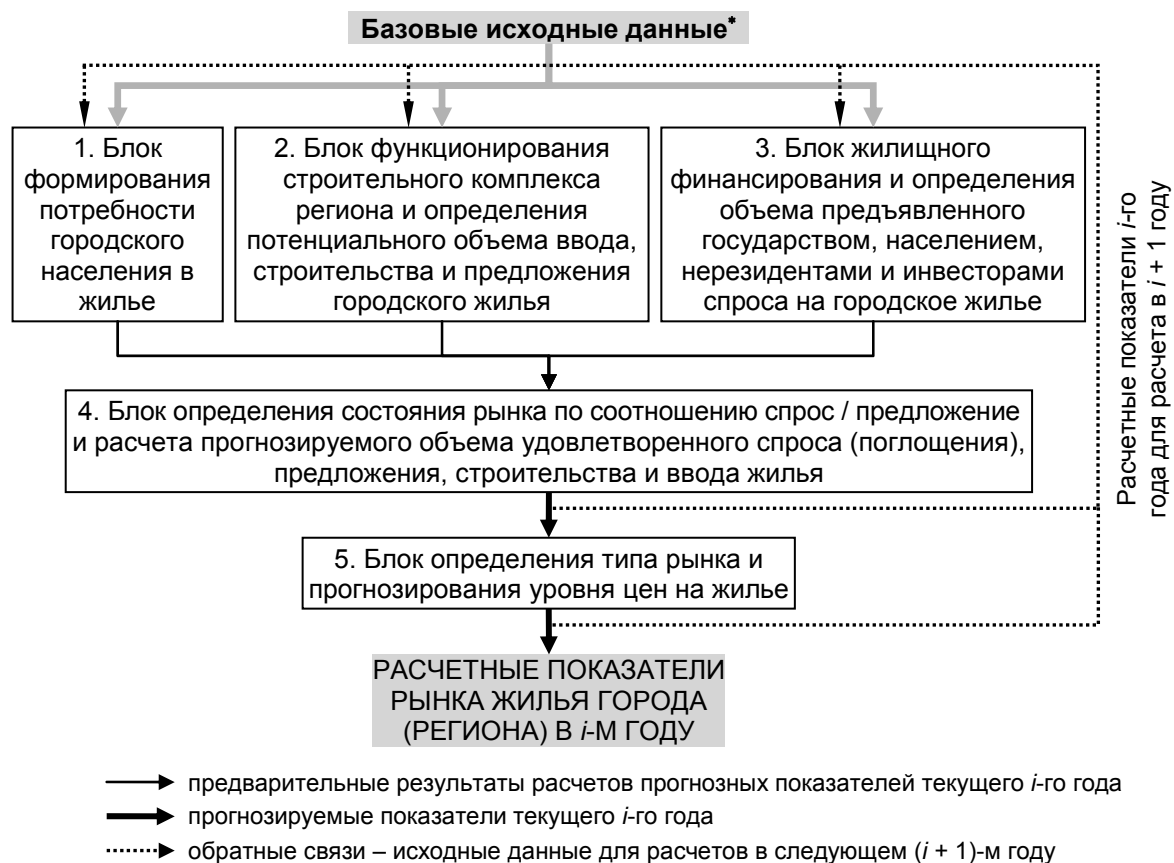 Базовые исходные данные*
1. Блок
формирования
потребности
городского
населения в
жилье
2. Блок функционирования
строительного комплекса
региона и определения
потенциального объема ввода,
строительства и предложения
городского жилья
3. Блок жилищного
финансирования и определения
объема предъявленного
государством, населением,
нерезидентами и инвесторами
спроса на городское жилье
Расчетные показатели i-го
года для расчета в i + 1 году
4. Блок определения состояния рынка по соотношению спрос / предложение
и расчета прогнозируемого объема удовлетворенного спроса (поглощения),
предложения, строительства и ввода жилья
5. Блок определения типа рынка и
прогнозирования уровня цен на жилье
РАСЧЕТНЫЕ ПОКАЗАТЕЛИ
РЫНКА ЖИЛЬЯ ГОРОДА
(РЕГИОНА) В i-М ГОДУ
предварительные результаты расчетов прогнозных показателей текущего i-го года
прогнозируемые показатели текущего i-го года
обратные связи – исходные данные для расчетов в следующем (i + 1)-м году